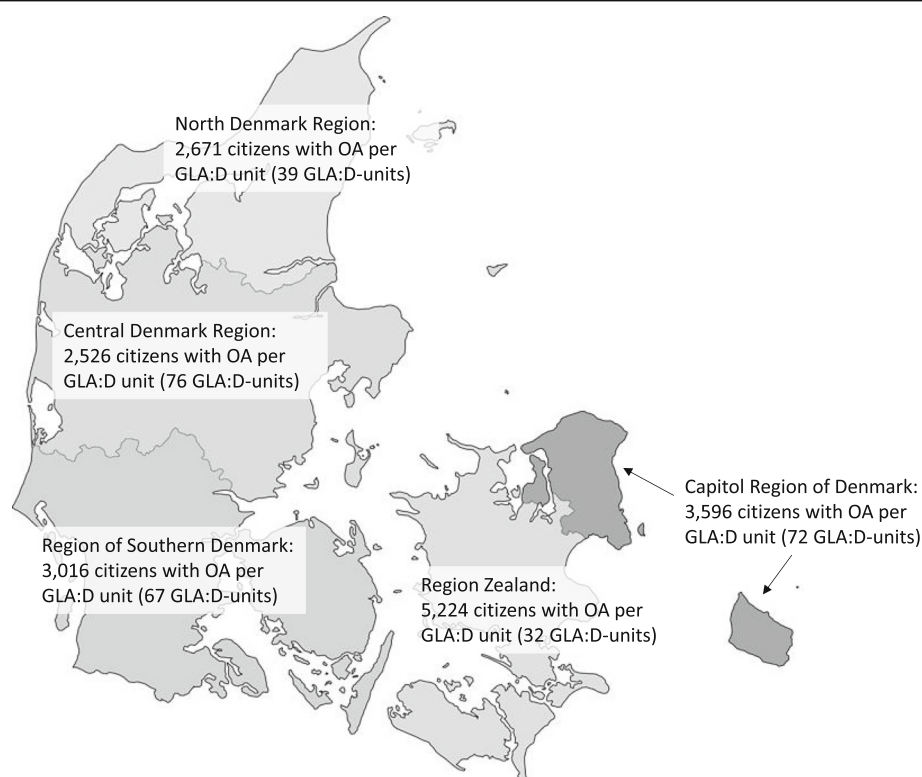 North Denmark Region:
2,671 citizens with OA per
GLA:D unit (39 GLA:D-units)
Central Denmark Region:
2,526 citizens with OA per
GLA:D unit (76 GLA:D-units)
Capitol Region of Denmark:
3,596 citizens with OA per
GLA:D unit (72 GLA:D-units)
Region of Southern Denmark:
3,016 citizens with OA per
GLA:D unit (67 GLA:D-units)
Region Zealand:
5,224 citizens with OA per
GLA:D unit (32 GLA:D-units)